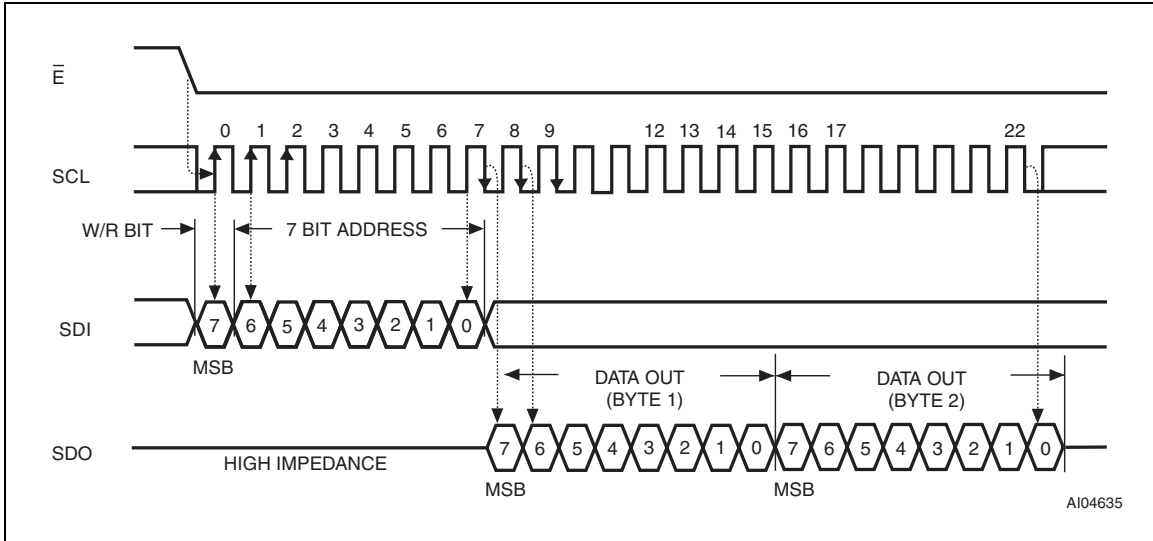 E̅
0 1 2 3 4 5 6 7 8 9 12 13 14 15 16 17 22
SCL
W/R BIT
7 BIT ADDRESS
SDI
7 6 5 4 3 2 1 0
MSB
DATA OUT
(BYTE 1)
DATA OUT
(BYTE 2)
SDO
HIGH IMPEDANCE
7 6 5 4 3 2 1 0 7 6 5 4 3 2 1 0
MSB
MSB
AI04635